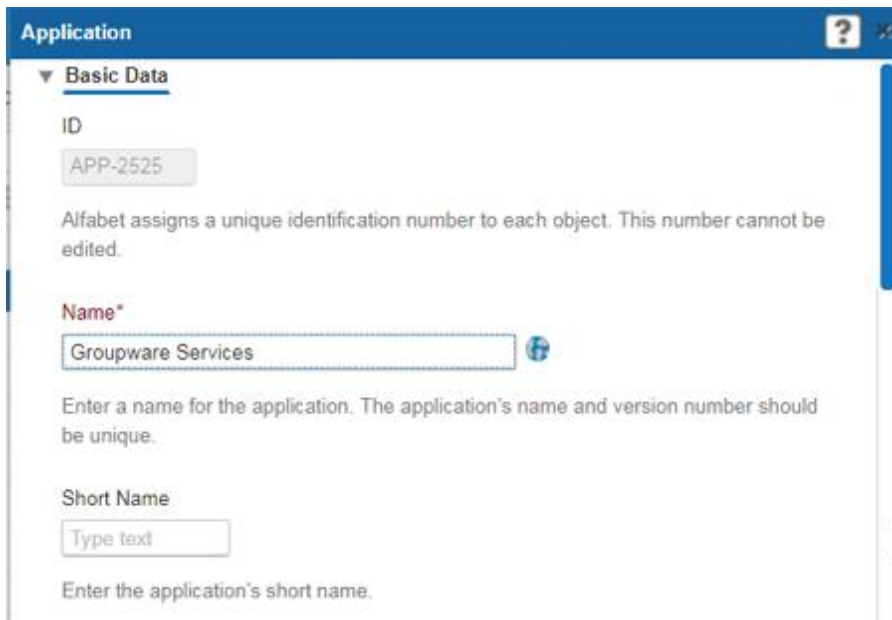 Application
?
Basic Data
ID
APP-2525
Alfabet assigns a unique identification number to each object. This number cannot be
edited.
Name*
Groupware Services
Enter a name for the application. The application's name and version number should
be unique.
Short Name
Type text
Enter the application's short name.